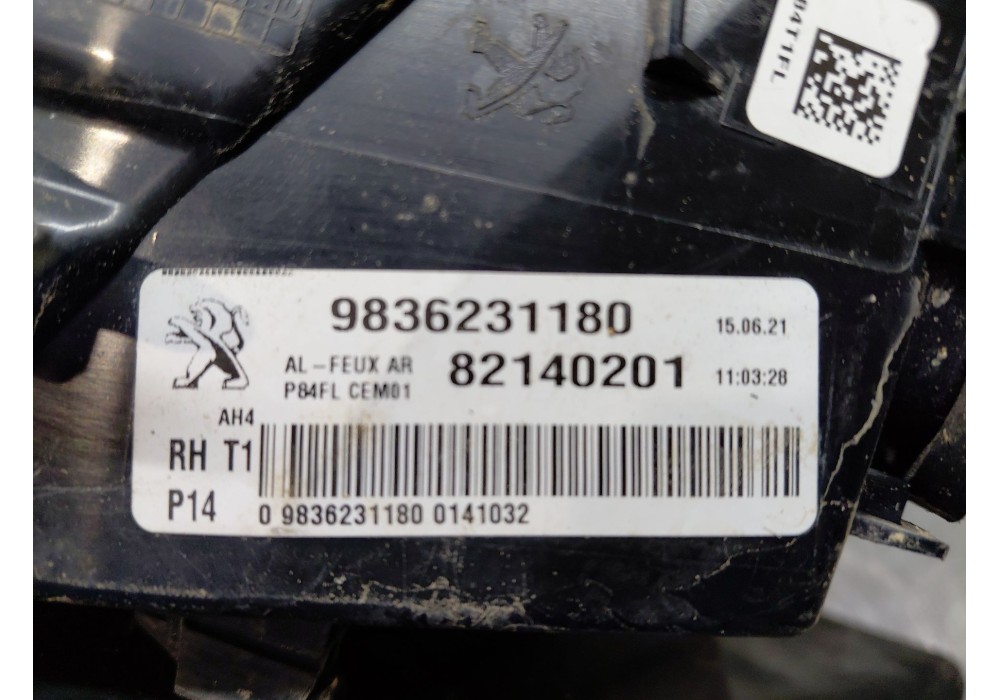 04T1FL
9836231180 15.06.21
AL-FEUX AR 82140201 11:03:28
P84FL CEM01
AH4
RH T1
P14
0 9836231180 0141032